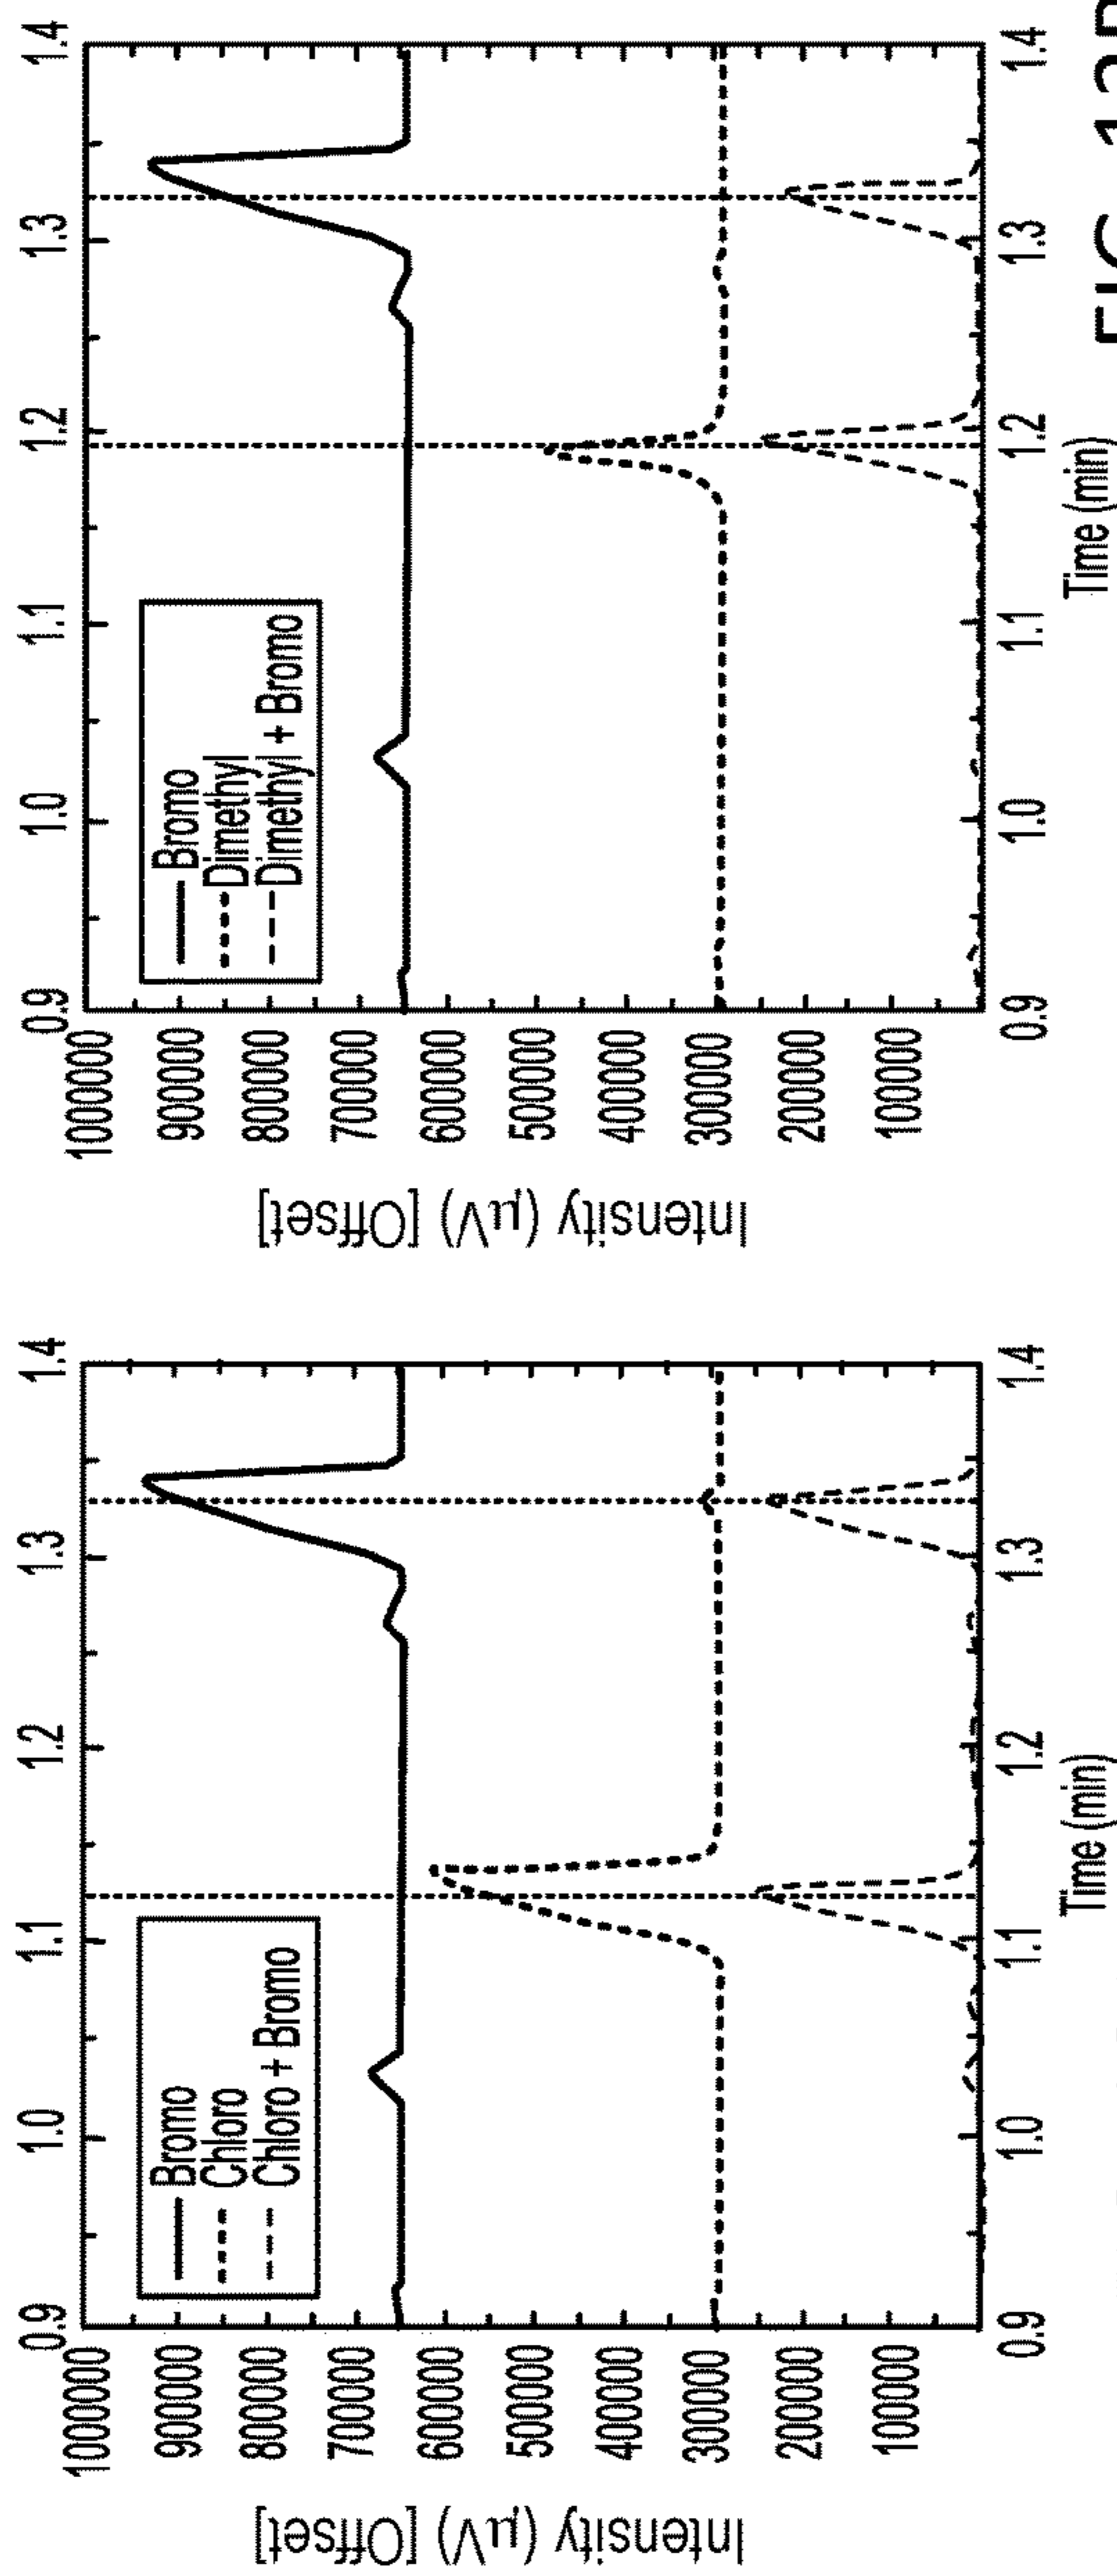 0.9 1.0 1.1 1.2 1.3 1.4
1000000
900000
800000
700000
600000
500000
400000
300000
200000
100000
Intensity (µV) [Offset]
Bromo
Chloro
Chloro + Bromo
0.9 1.0 1.1 1.2 1.3 1.4
Time (min)
0.9 1.0 1.1 1.2 1.3 1.4
1000000
900000
800000
700000
600000
500000
400000
300000
200000
100000
Intensity (µV) [Offset]
Bromo
Dimethyl
Dimethyl + Bromo
0.9 1.0 1.1 1.2 1.3 1.4
Time (min)